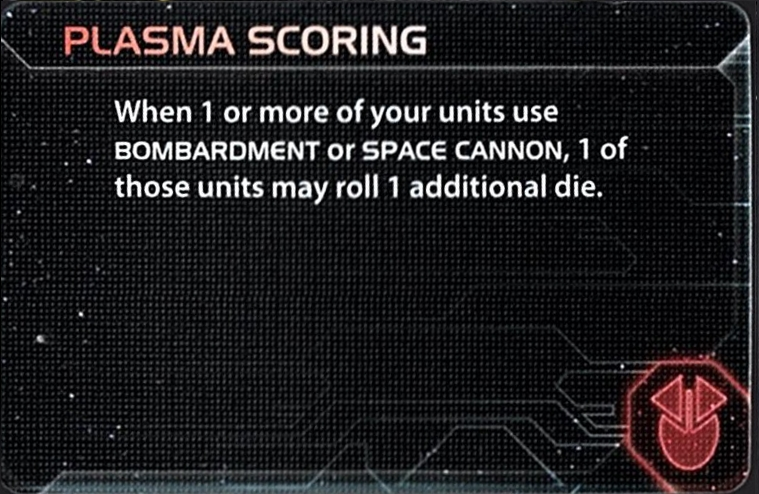 PLASMA SCORING
When 1 or more of your units use
BOMBARDMENT or SPACE CANNON, 1 of
those units may roll 1 additional die.